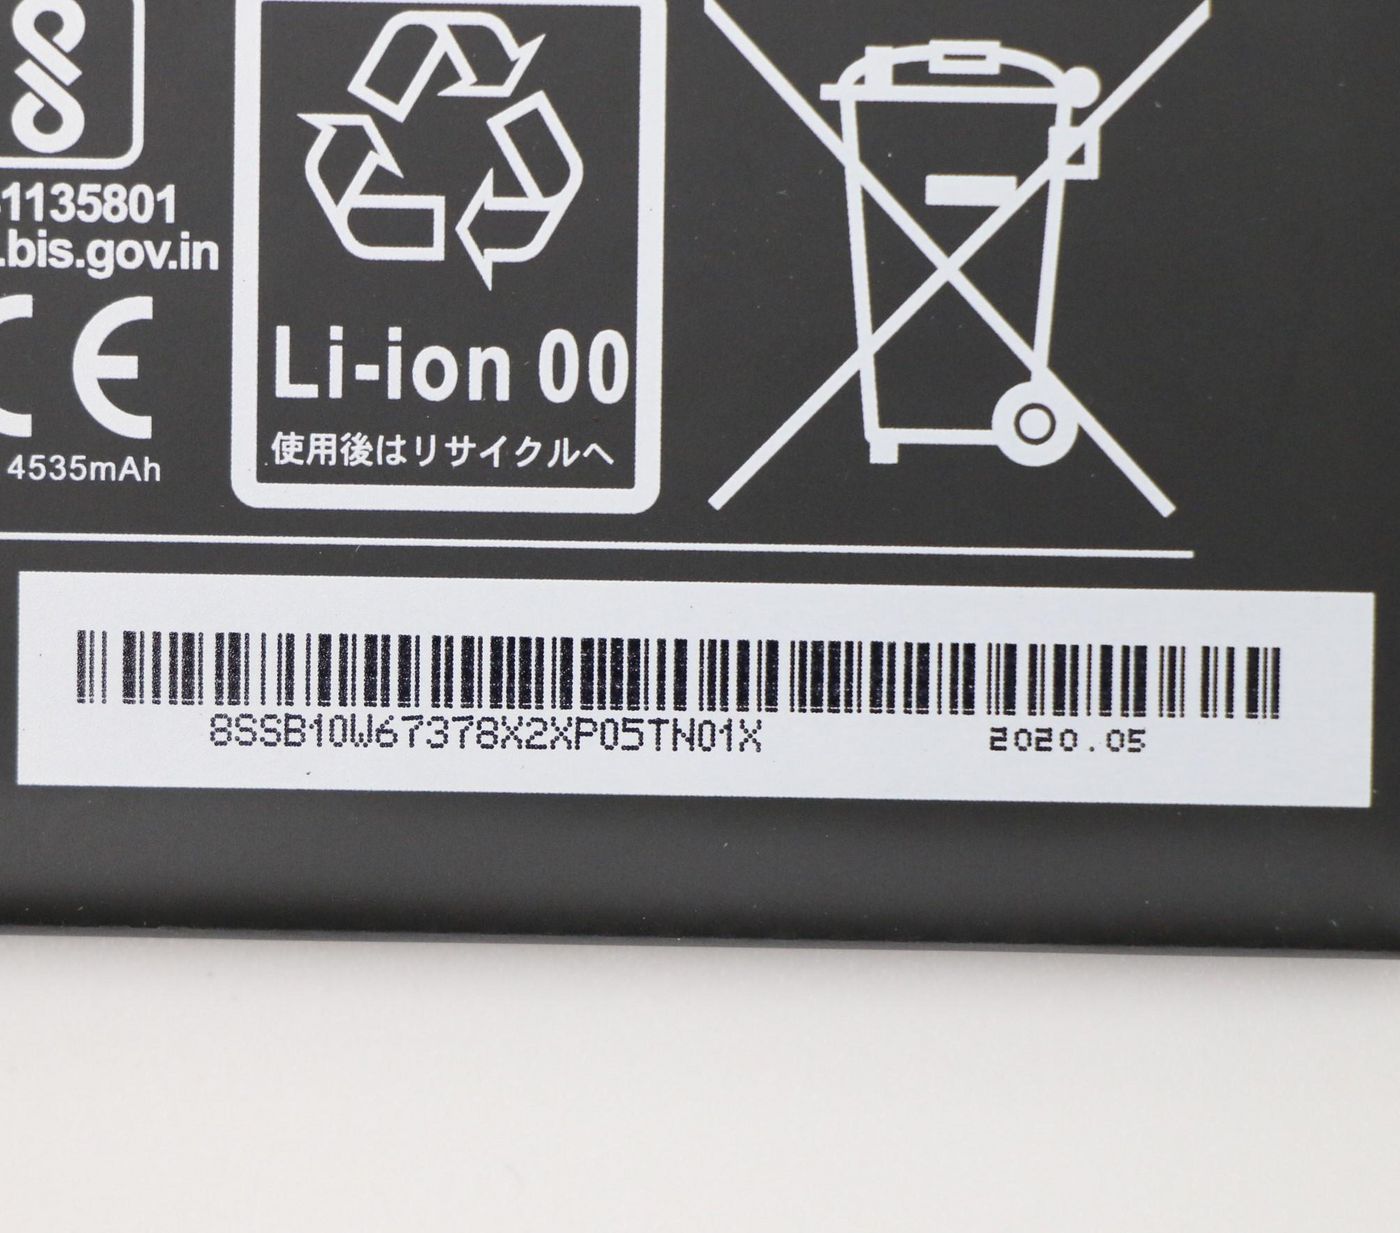 -1135801
.bis.gov.in
CE
4535mAh
Li-ion 00
使用後はリサイクルへ
8SSB10W67378X2XP05TN01X
2020.05